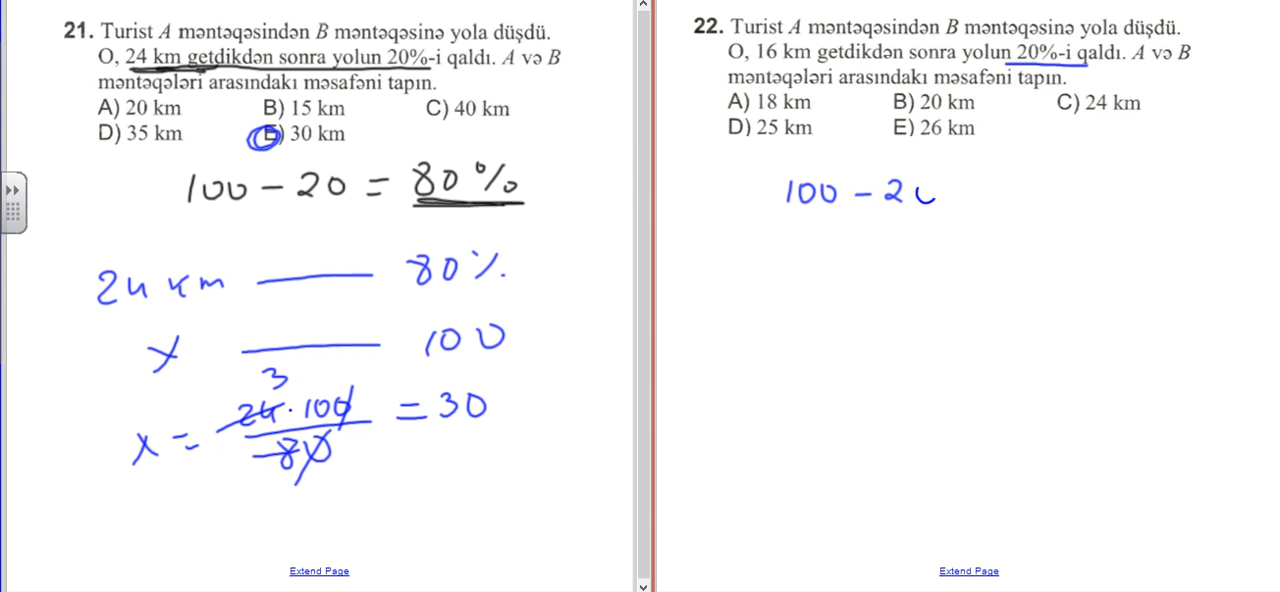 21. Turist A məntəqəsindən B məntəqəsinə yola düşdü.
O, 24 km getdikdən sonra yolun 20%-i qaldı. A və B
məntəqələri arasındakı məsafəni tapın.
A) 20 km B) 15 km C) 40 km
D) 35 km E) 30 km
100 - 20 = 80%
24 km — 80%
x — 100
3
x = 24 · 100 / 80 = 30
Extend Page
22. Turist A məntəqəsindən B məntəqəsinə yola düşdü.
O, 16 km getdikdən sonra yolun 20%-i qaldı. A və B
məntəqələri arasındakı məsafəni tapın.
A) 18 km B) 20 km C) 24 km
D) 25 km E) 26 km
100 - 20
Extend Page